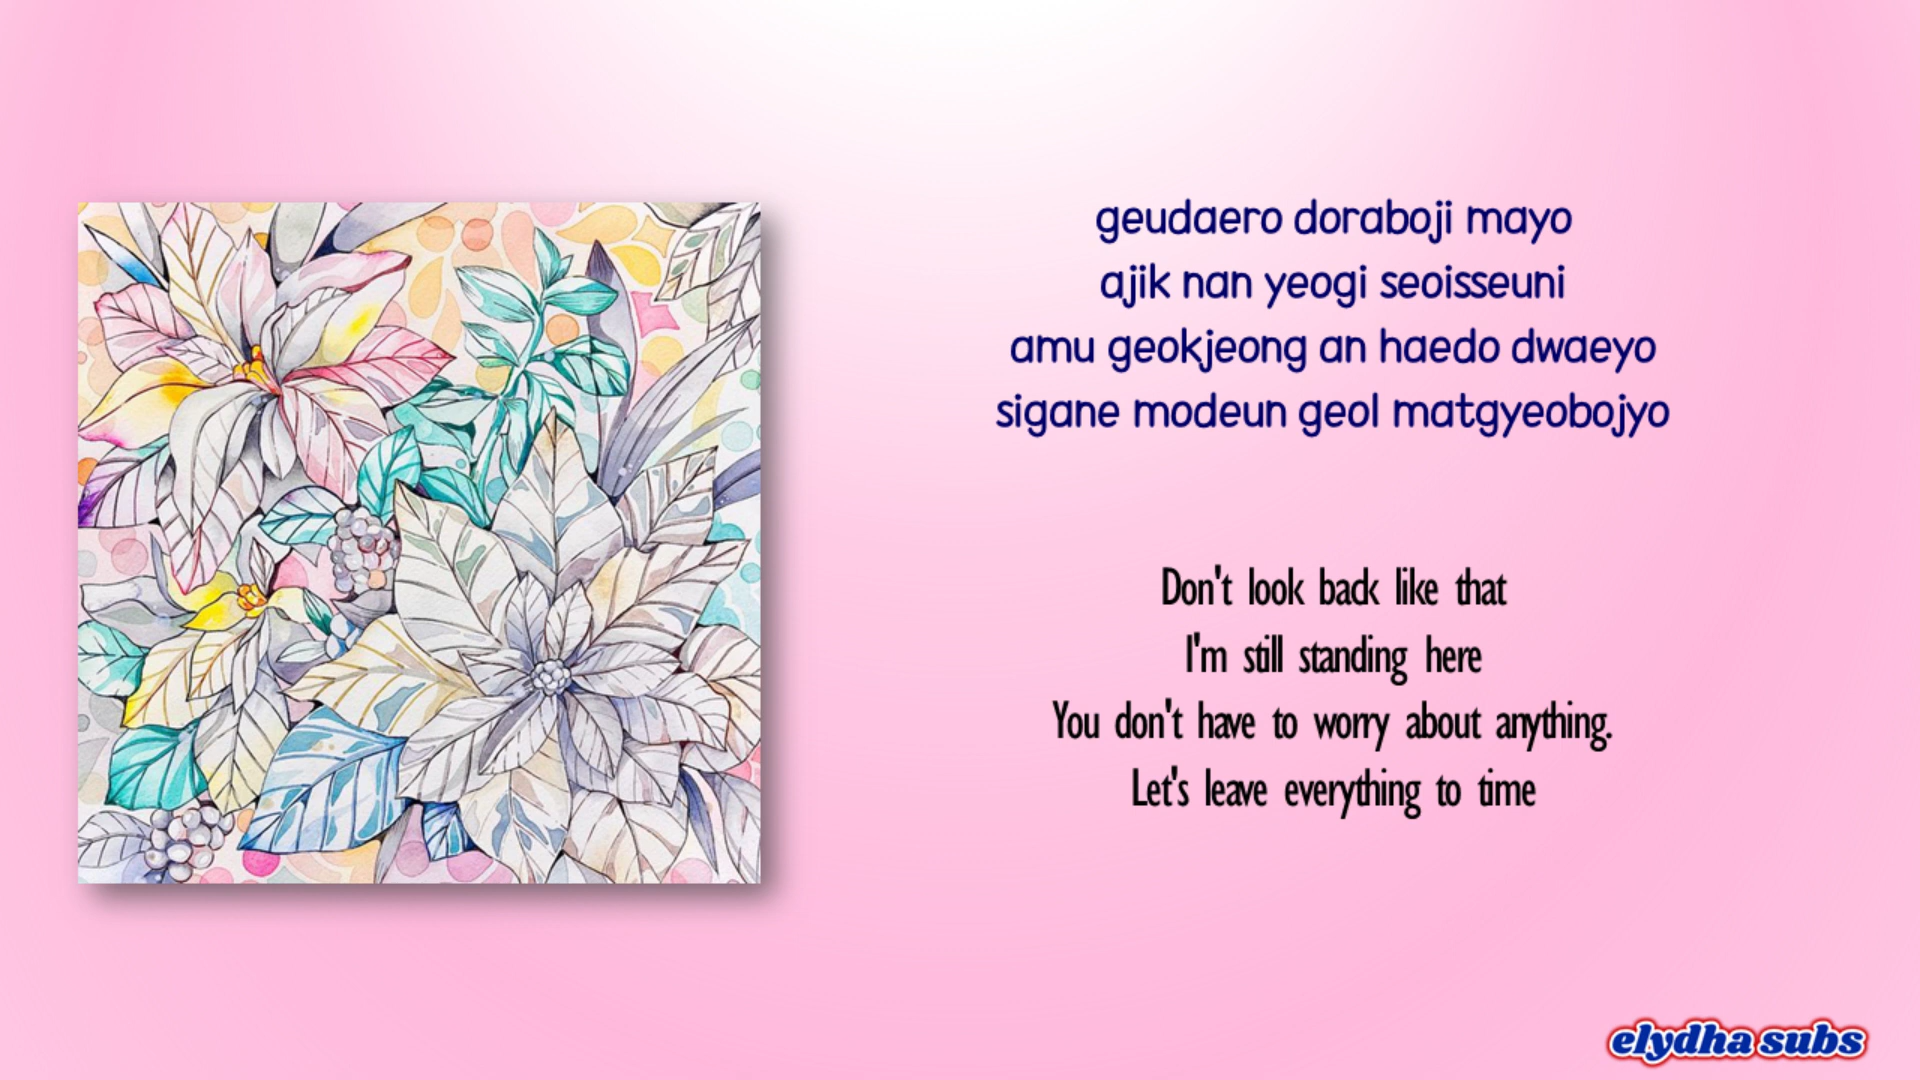 geudaero doraboji mayo
ajik nan yeogi seoisseuni
amu geokjeong an haedo dwaeyo
sigane modeun geol matgyeobojyo
Don't look back like that
I'm still standing here
You don't have to worry about anything.
Let's leave everything to time
elydha subs